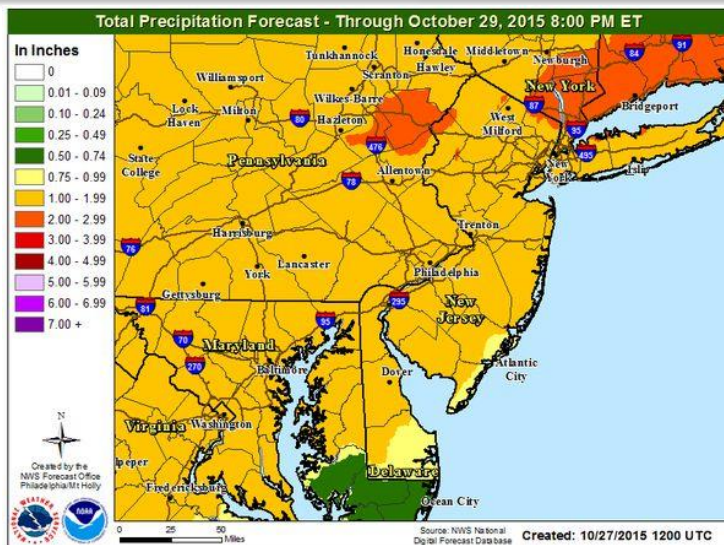 Total Precipitation Forecast - Through October 29, 2015 8:00 PM ET
In Inches
0
0.01 - 0.09
0.10 - 0.24
0.25 - 0.49
0.50 - 0.74
0.75 - 0.99
1.00 - 1.99
2.00 - 2.99
3.00 - 3.99
4.00 - 4.99
5.00 - 5.99
6.00 - 6.99
7.00 +
N
Created by the
NWS Forecast Office
Philadelphia/Mt Holly
NATIONAL WEATHER SERVICE
NOAA
Tunkhannock
Honesdale
Middletown
Newburgh
84
91
Scranton
Hawley
Williamsport
Wilkes-Barre
New York
87
Bridgeport
Lock
Haven
Milton
80
Hazleton
West
Milford
95
State
College
476
Pennsylvania
Allentown
New
York
495
Islip
78
Trenton
76
Harrisburg
Lancaster
York
Philadelphia
Gettysburg
81
95
295
New
Jersey
70
Maryland
270
Baltimore
Dover
Atlantic
City
Virginia
Washington
lpeper
Fredericksburg
Delaware
Ocean City
0
25
50
Miles
Source: NWS National
Digital Forecast Database
Created: 10/27/2015 1200 UTC